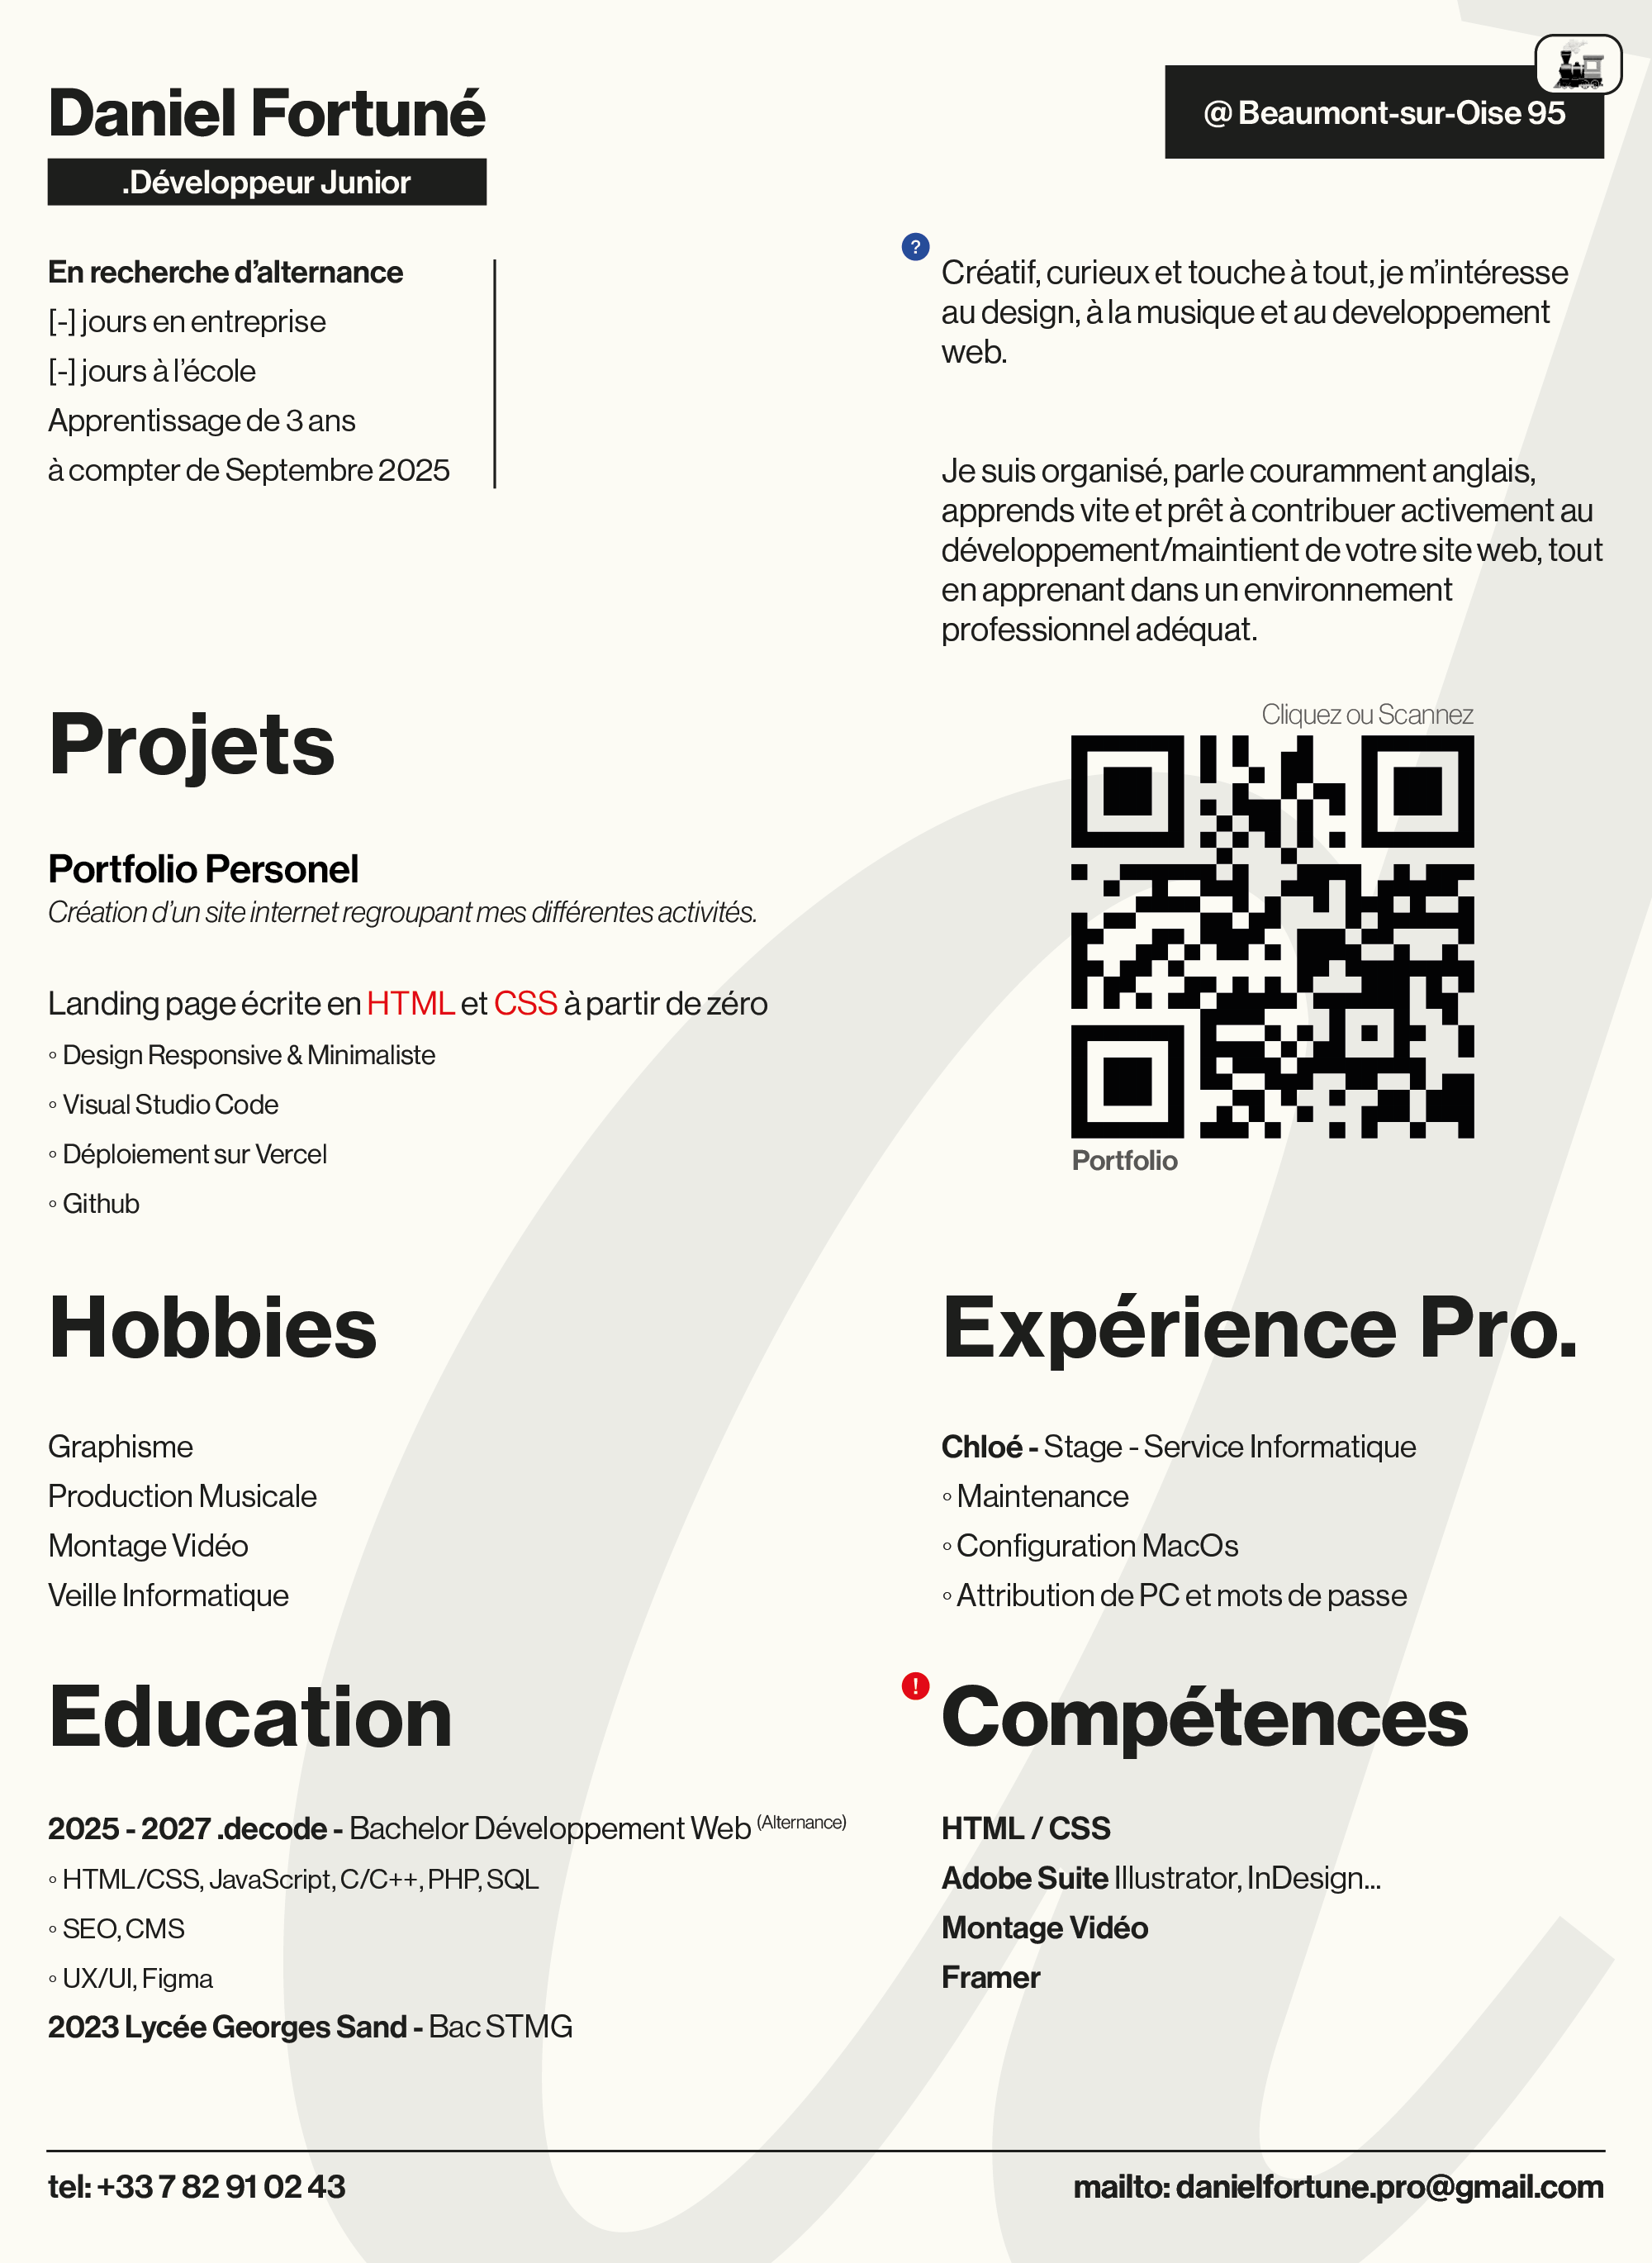 Daniel Fortuné
.Développeur Junior
@ Beaumont-sur-Oise 95
En recherche d’alternance
[-] jours en entreprise
[-] jours à l’école
Apprentissage de 3 ans
à compter de Septembre 2025
?
Créatif, curieux et touche à tout, je m’intéresse
au design, à la musique et au developpement
web.
Je suis organisé, parle couramment anglais,
apprends vite et prêt à contribuer activement au
développement/maintient de votre site web, tout
en apprenant dans un environnement
professionnel adéquat.
Projets
Portfolio Personel
Création d’un site internet regroupant mes différentes activités.
Landing page écrite en HTML et CSS à partir de zéro
◦ Design Responsive & Minimaliste
◦ Visual Studio Code
◦ Déploiement sur Vercel
◦ Github
Cliquez ou Scannez
Portfolio
Hobbies
Graphisme
Production Musicale
Montage Vidéo
Veille Informatique
Expérience Pro.
Chloé - Stage - Service Informatique
◦ Maintenance
◦ Configuration MacOs
◦ Attribution de PC et mots de passe
Education
2025 - 2027 .decode - Bachelor Développement Web (Alternance)
◦ HTML/CSS, JavaScript, C/C++, PHP, SQL
◦ SEO, CMS
◦ UX/UI, Figma
2023 Lycée Georges Sand - Bac STMG
!
Compétences
HTML / CSS
Adobe Suite Illustrator, InDesign...
Montage Vidéo
Framer
tel: +33 7 82 91 02 43
mailto: danielfortune.pro@gmail.com